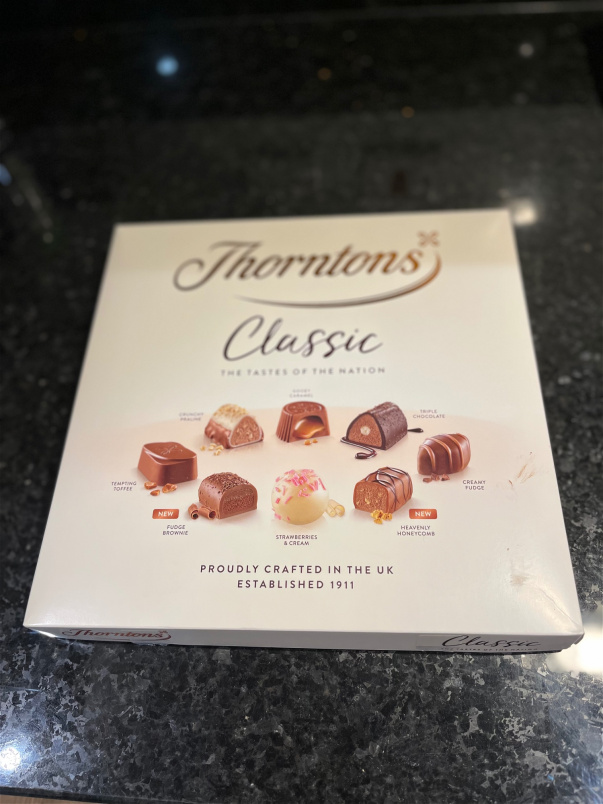 Thorntons
Classic
THE TASTES OF THE NATION
CARAMEL
CRUNCHY
PRALINE
TRIPLE
CHOCOLATE
TEMPTING
TOFFEE
CREAMY
FUDGE
NEW
FUDGE
BROWNIE
STRAWBERRIES
& CREAM
NEW
HEAVENLY
HONEYCOMB
PROUDLY CRAFTED IN THE UK
ESTABLISHED 1911
Thorntons
Classic